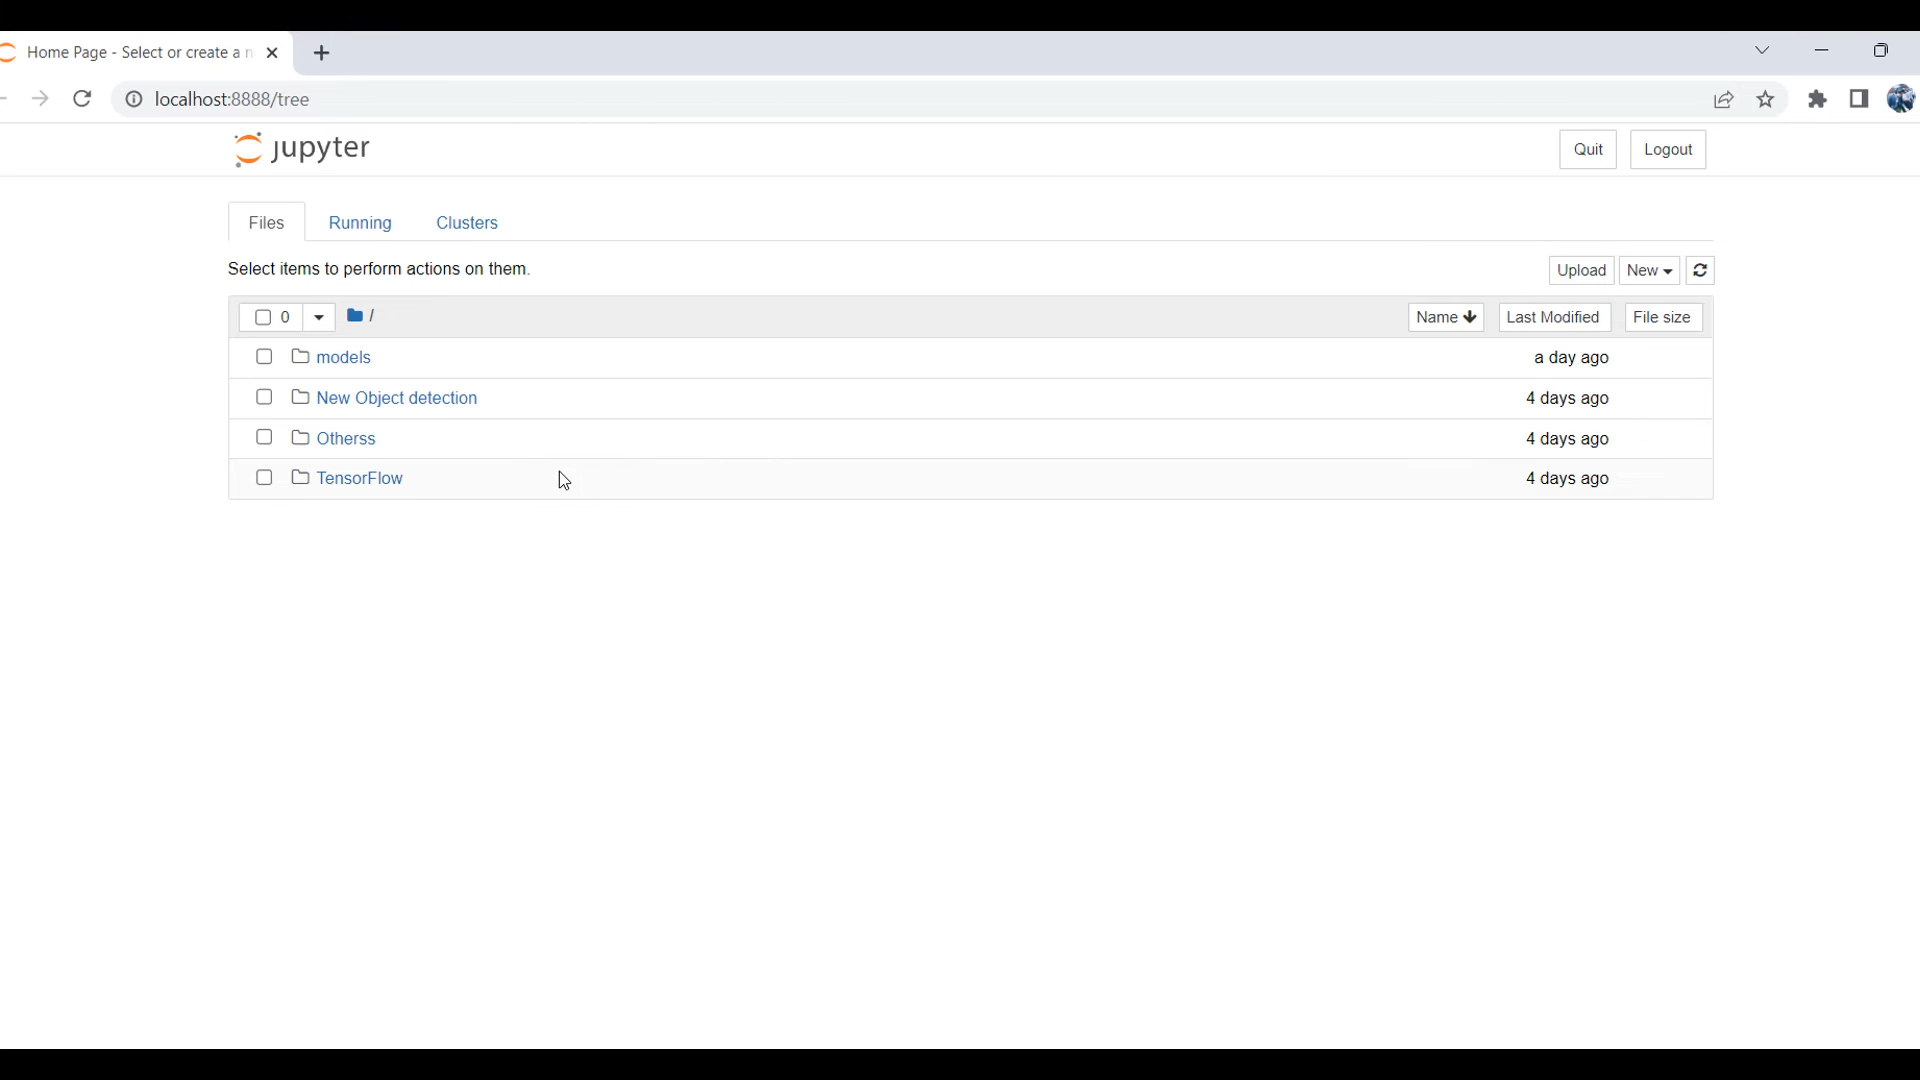 Home Page - Select or create a n
localhost:8888/tree
jupyter
Quit Logout
Files Running Clusters
Select items to perform actions on them.
Upload New
0 / Name Last Modified File size
models a day ago
New Object detection 4 days ago
Otherss 4 days ago
TensorFlow 4 days ago